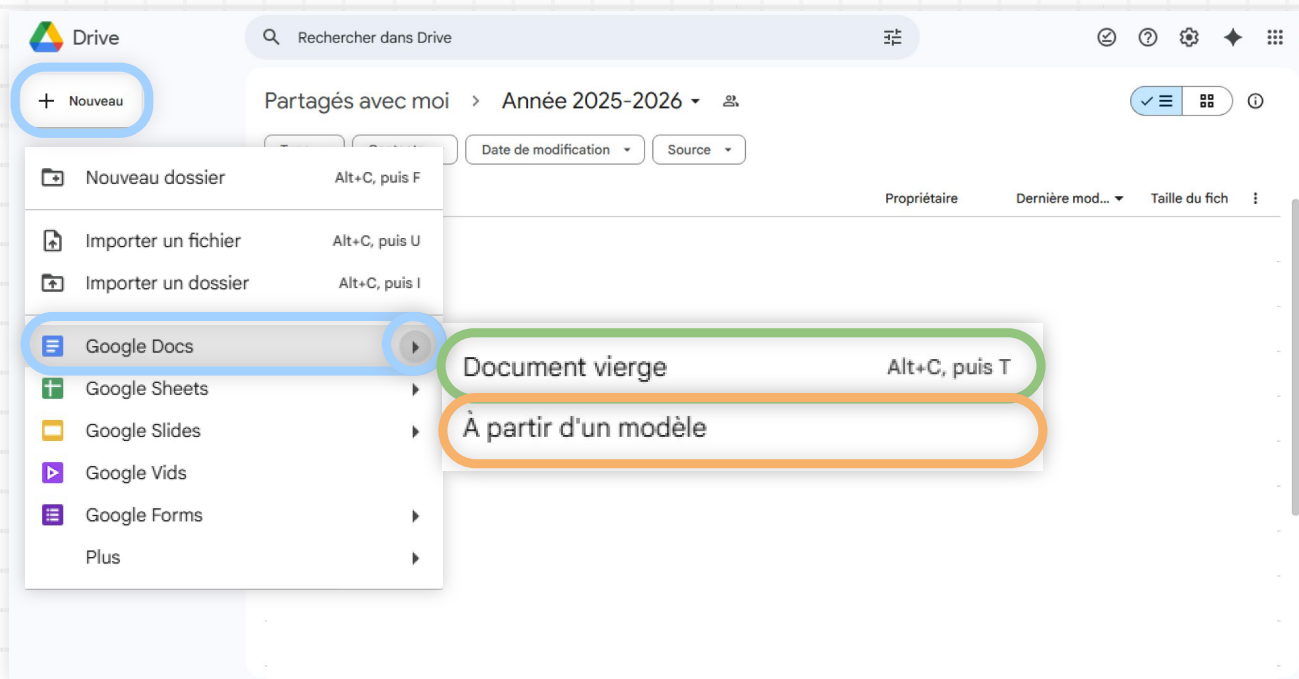 Drive
Rechercher dans Drive
Nouveau
Partagés avec moi > Année 2025-2026
Date de modification
Source
Nouveau dossier Alt+C, puis F
Propriétaire Dernière mod... Taille du fich
Importer un fichier Alt+C, puis U
Importer un dossier Alt+C, puis I
Google Docs
Document vierge Alt+C, puis T
Google Sheets
À partir d'un modèle
Google Slides
Google Vids
Google Forms
Plus